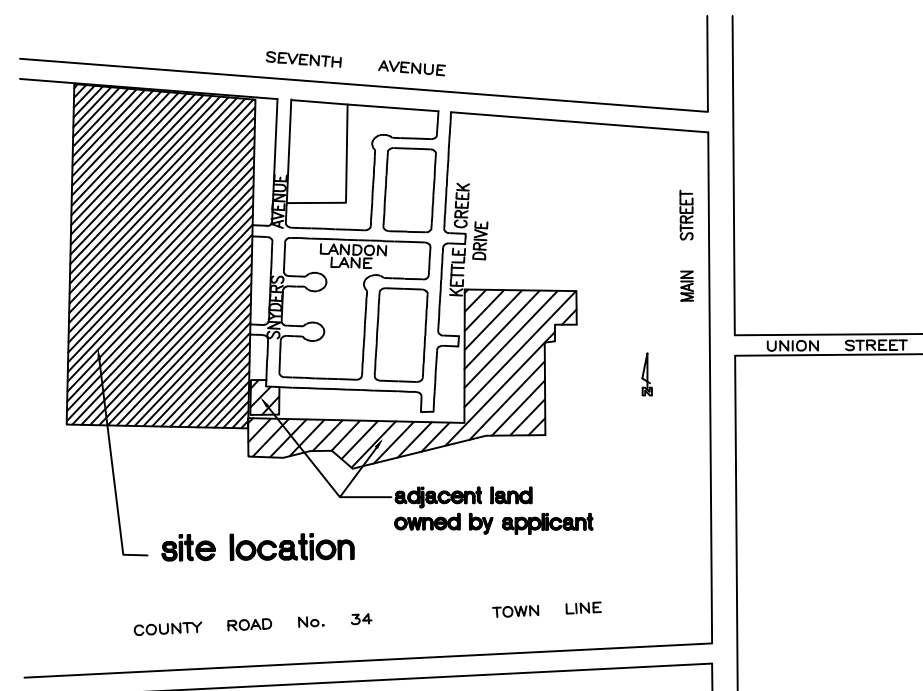 SEVENTH AVENUE
SNYDERS AVENUE
LANDON
LANE
KETTLE CREEK
DRIVE
MAIN STREET
UNION STREET
N
adjacent land
owned by applicant
site location
COUNTY ROAD No. 34 TOWN LINE